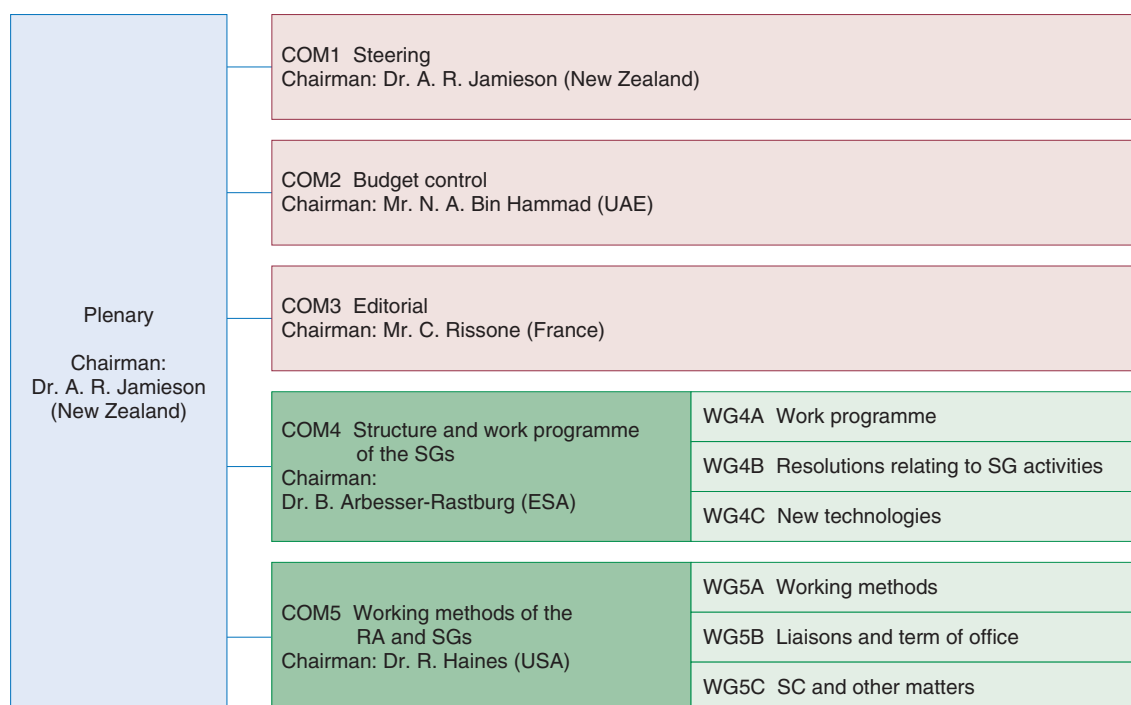 Plenary
Chairman:
Dr. A. R. Jamieson
(New Zealand)
COM1 Steering
Chairman: Dr. A. R. Jamieson (New Zealand)
COM2 Budget control
Chairman: Mr. N. A. Bin Hammad (UAE)
COM3 Editorial
Chairman: Mr. C. Rissone (France)
COM4 Structure and work programme
of the SGs
Chairman:
Dr. B. Arbesser-Rastburg (ESA)
WG4A Work programme
WG4B Resolutions relating to SG activities
WG4C New technologies
COM5 Working methods of the
RA and SGs
Chairman: Dr. R. Haines (USA)
WG5A Working methods
WG5B Liaisons and term of office
WG5C SC and other matters